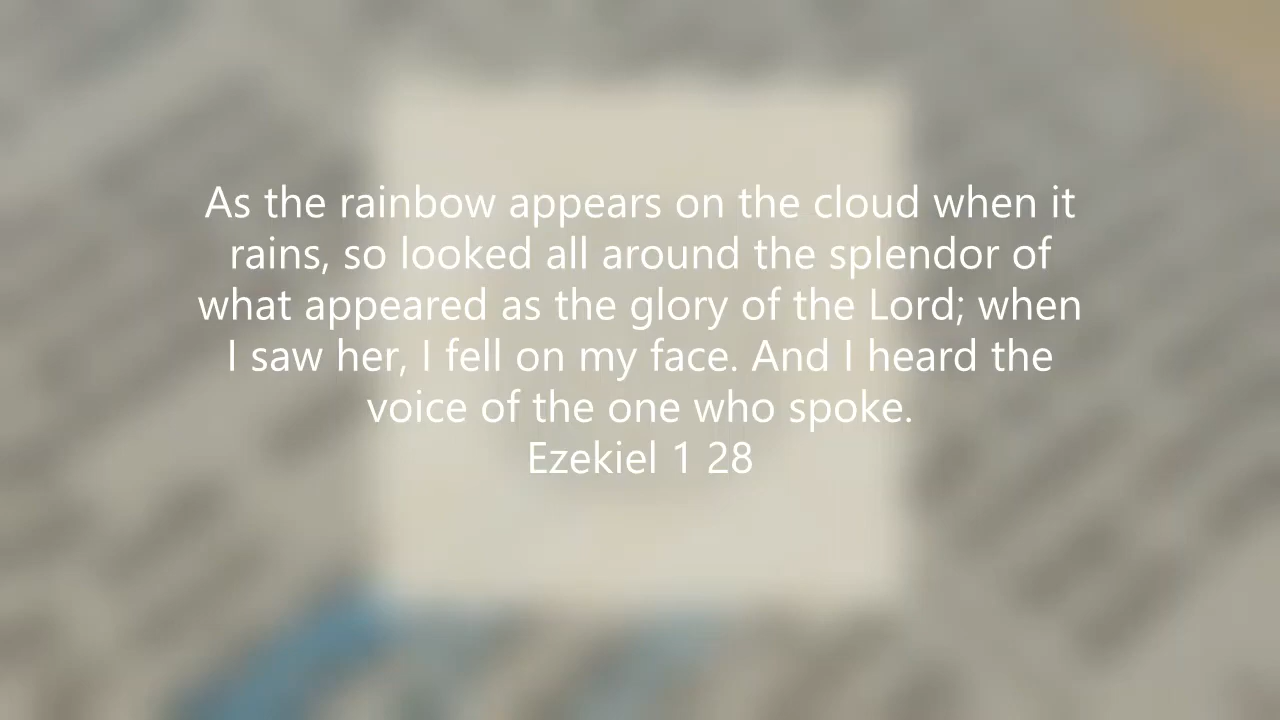 As the rainbow appears on the cloud when it
rains, so looked all around the splendor of
what appeared as the glory of the Lord; when
I saw her, I fell on my face. And I heard the
voice of the one who spoke.
Ezekiel 1 28